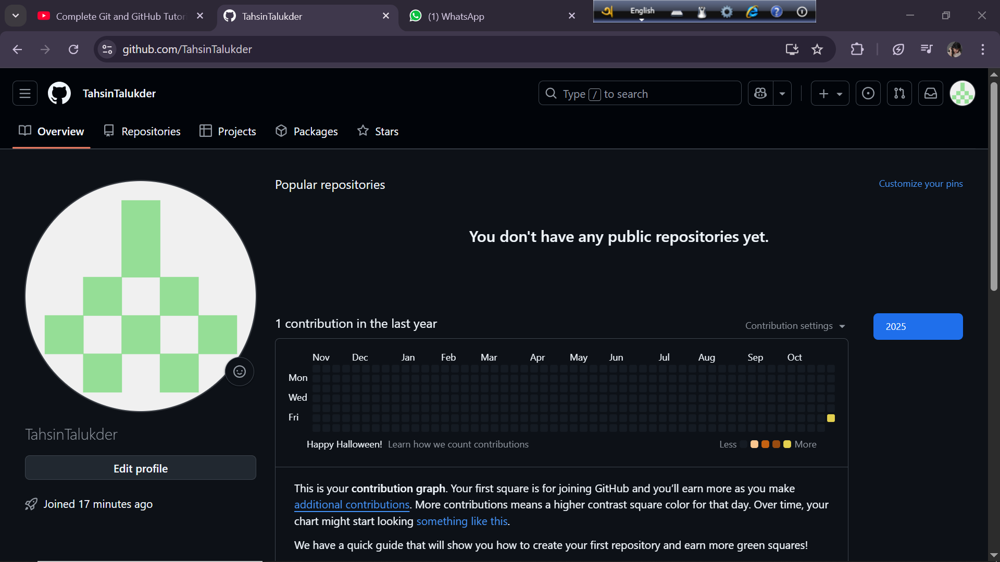 Complete Git and GitHub Tutor
TahsinTalukder
(1) WhatsApp
অ
English
github.com/TahsinTalukder
TahsinTalukder
Type / to search
Overview
Repositories
Projects
Packages
Stars
Popular repositories
Customize your pins
You don't have any public repositories yet.
1 contribution in the last year
Contribution settings
2025
Nov Dec Jan Feb Mar Apr May Jun Jul Aug Sep Oct
Mon
Wed
Fri
Happy Halloween! Learn how we count contributions
Less More
TahsinTalukder
Edit profile
Joined 17 minutes ago
This is your contribution graph. Your first square is for joining GitHub and you’ll earn more as you make
additional contributions. More contributions means a higher contrast square color for that day. Over time, your
chart might start looking something like this.
We have a quick guide that will show you how to create your first repository and earn more green squares!